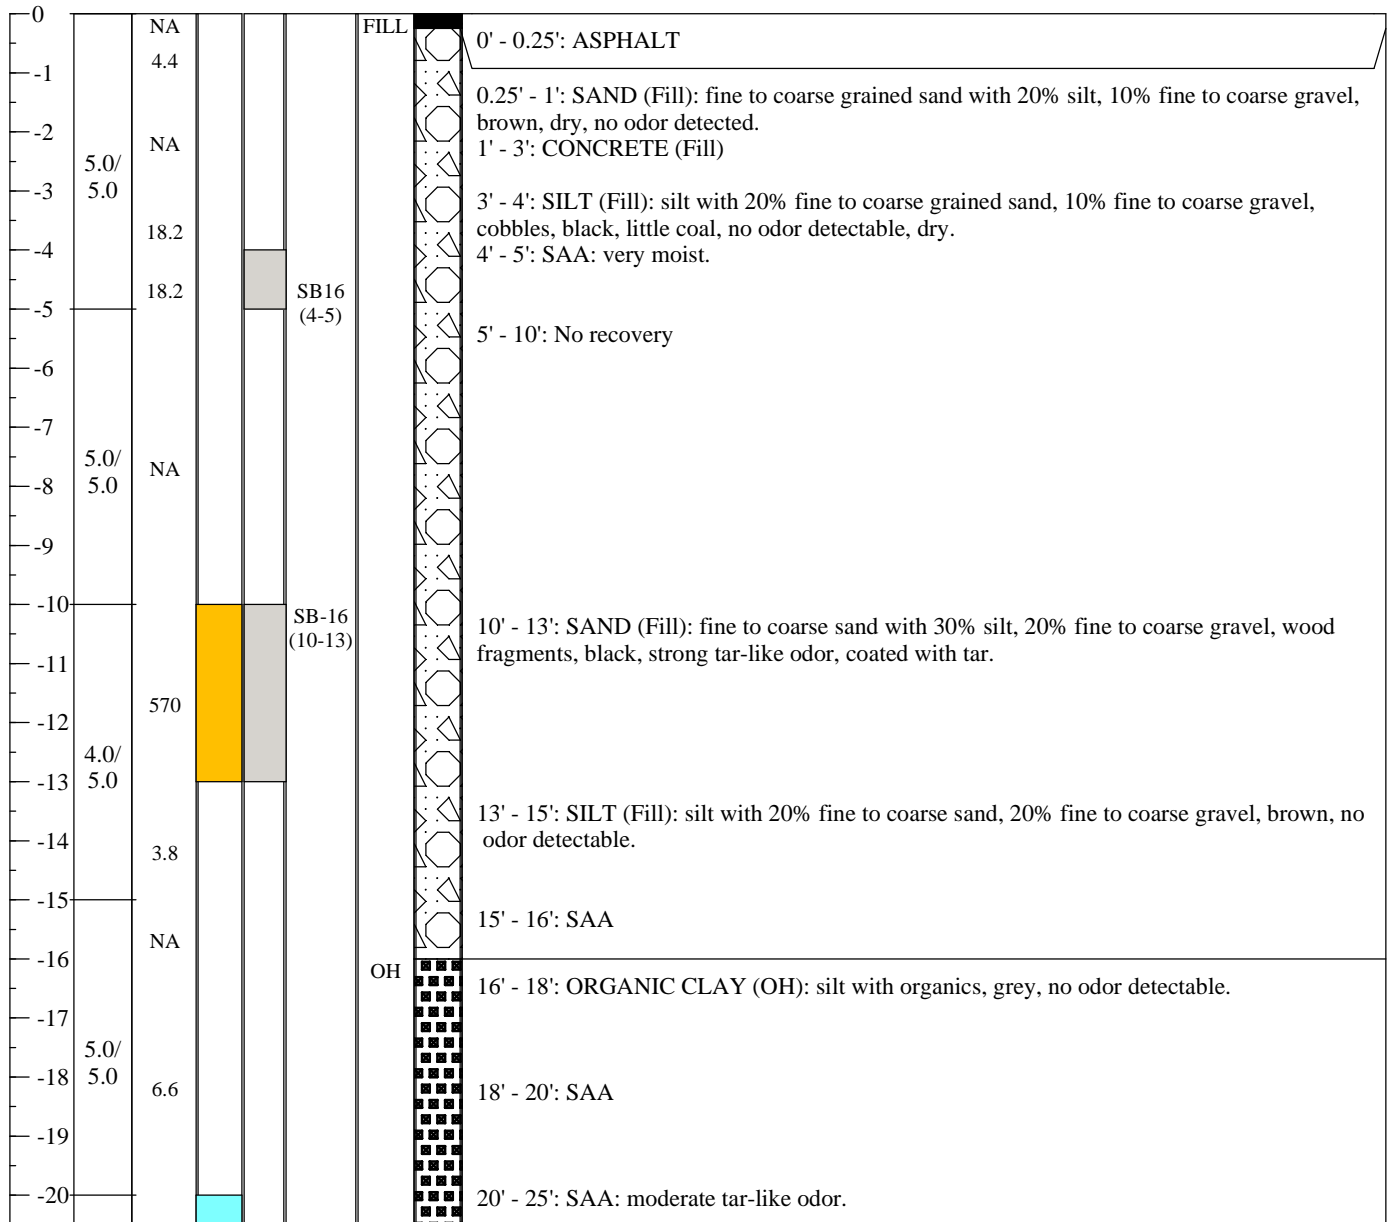 0
NA
FILL
0' - 0.25': ASPHALT
4.4
-1
0.25' - 1': SAND (Fill): fine to coarse grained sand with 20% silt, 10% fine to coarse gravel,
brown, dry, no odor detected.
-2
NA
1' - 3': CONCRETE (Fill)
5.0/
5.0
-3
3' - 4': SILT (Fill): silt with 20% fine to coarse grained sand, 10% fine to coarse gravel,
cobbles, black, little coal, no odor detectable, dry.
18.2
-4
4' - 5': SAA: very moist.
18.2
SB16
(4-5)
-5
5' - 10': No recovery
-6
-7
5.0/
5.0
NA
-8
-9
-10
SB-16
(10-13)
10' - 13': SAND (Fill): fine to coarse sand with 30% silt, 20% fine to coarse gravel, wood
fragments, black, strong tar-like odor, coated with tar.
-11
570
-12
4.0/
5.0
-13
13' - 15': SILT (Fill): silt with 20% fine to coarse sand, 20% fine to coarse gravel, brown, no
odor detectable.
-14
3.8
-15
15' - 16': SAA
NA
-16
OH
16' - 18': ORGANIC CLAY (OH): silt with organics, grey, no odor detectable.
-17
5.0/
5.0
-18
6.6
18' - 20': SAA
-19
-20
20' - 25': SAA: moderate tar-like odor.